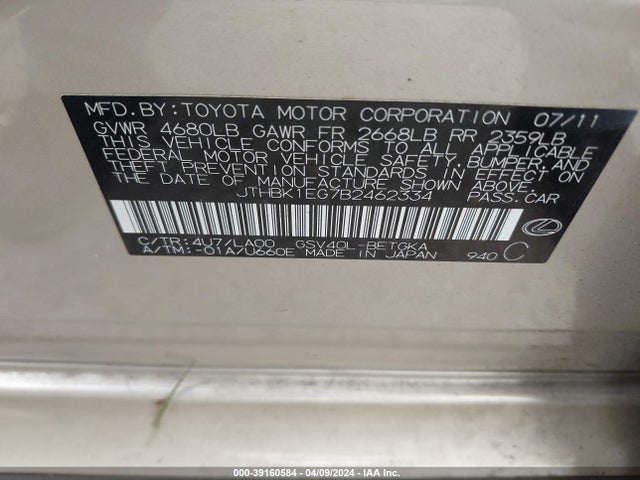 MFD.BY:TOYOTA MOTOR CORPORATION 07/11
GVWR 4680LB GAWR FR 2668LB RR 2359LB
THIS VEHICLE CONFORMS TO ALL APPLICABLE
FEDERAL MOTOR VEHICLE SAFETY, BUMPER, AND
THEFT PREVENTION STANDARDS IN EFFECT ON
THE DATE OF MANUFACTURE SHOWN ABOVE.
JTHBK1EG7B2462334 PASS.CAR
C/TR:4U7/LA00 GSV40L-BETGKA
A/TM:-01A/U660E MADE IN JAPAN 940 C
000-39160584 / 04/09/2024 / IAA Inc.